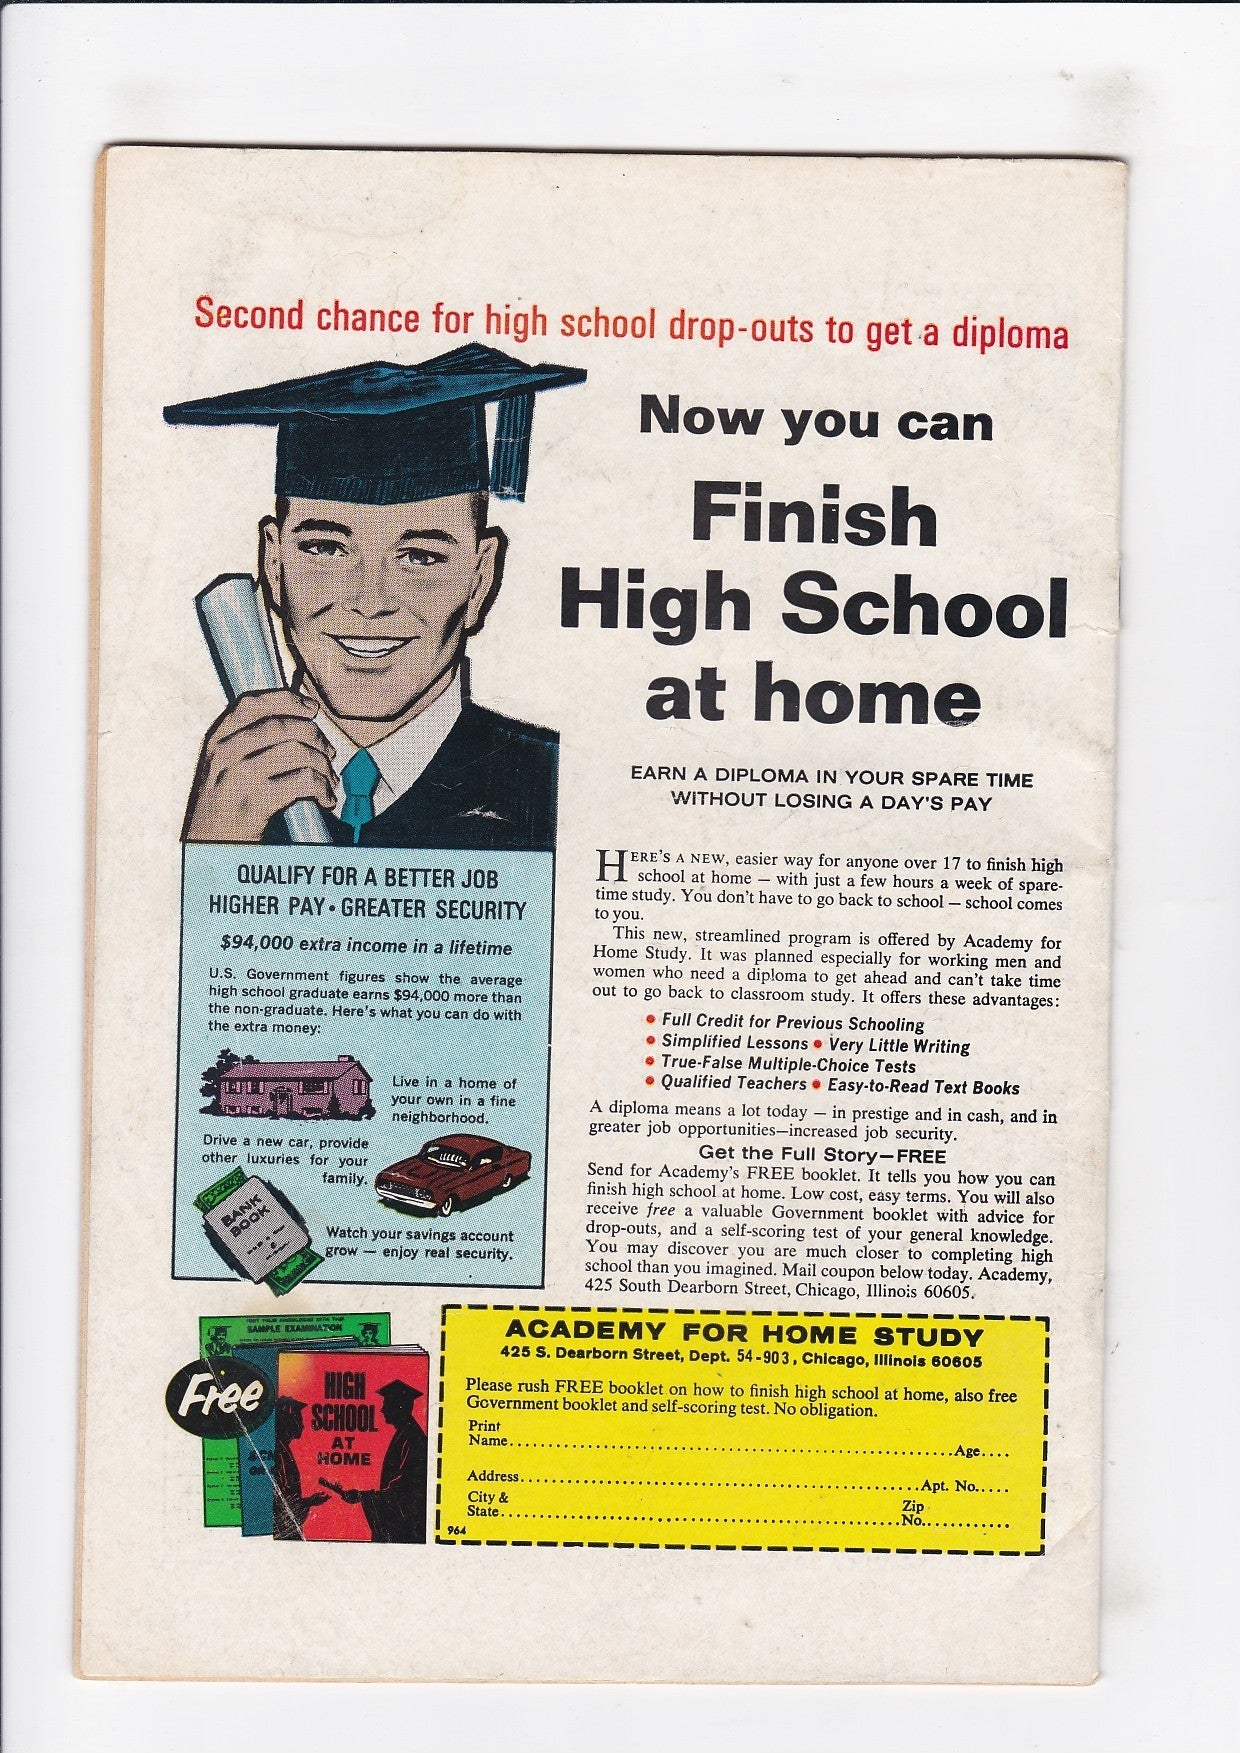 Second chance for high school drop-outs to get a diploma
Now you can
Finish
High School
at home
EARN A DIPLOMA IN YOUR SPARE TIME
WITHOUT LOSING A DAY'S PAY
HERE'S A NEW, easier way for anyone over 17 to finish high
school at home — with just a few hours a week of spare-
time study. You don't have to go back to school — school comes
to you.
This new, streamlined program is offered by Academy for
Home Study. It was planned especially for working men and
women who need a diploma to get ahead and can't take time
out to go back to classroom study. It offers these advantages:
• Full Credit for Previous Schooling
• Simplified Lessons • Very Little Writing
• True-False Multiple-Choice Tests
• Qualified Teachers • Easy-to-Read Text Books
A diploma means a lot today — in prestige and in cash, and in
greater job opportunities—increased job security.
Get the Full Story—FREE
Send for Academy's FREE booklet. It tells you how you can
finish high school at home. Low cost, easy terms. You will also
receive free a valuable Government booklet with advice for
drop-outs, and a self-scoring test of your general knowledge.
You may discover you are much closer to completing high
school than you imagined. Mail coupon below today. Academy,
425 South Dearborn Street, Chicago, Illinois 60605.
QUALIFY FOR A BETTER JOB
HIGHER PAY • GREATER SECURITY
$94,000 extra income in a lifetime
U.S. Government figures show the average
high school graduate earns $94,000 more than
the non-graduate. Here's what you can do with
the extra money:
Live in a home of
your own in a fine
neighborhood.
Drive a new car, provide
other luxuries for your
family.
BANK
BOOK
Watch your savings account
grow — enjoy real security.
SAMPLE EXAMINATION
Free
HIGH
SCHOOL
AT
HOME
ACADEMY FOR HOME STUDY
425 S. Dearborn Street, Dept. 54-903, Chicago, Illinois 60605
Please rush FREE booklet on how to finish high school at home, also free
Government booklet and self-scoring test. No obligation.
Print
Name..........Age....
Address..........Apt. No.....
City &
State..........Zip No...........
964